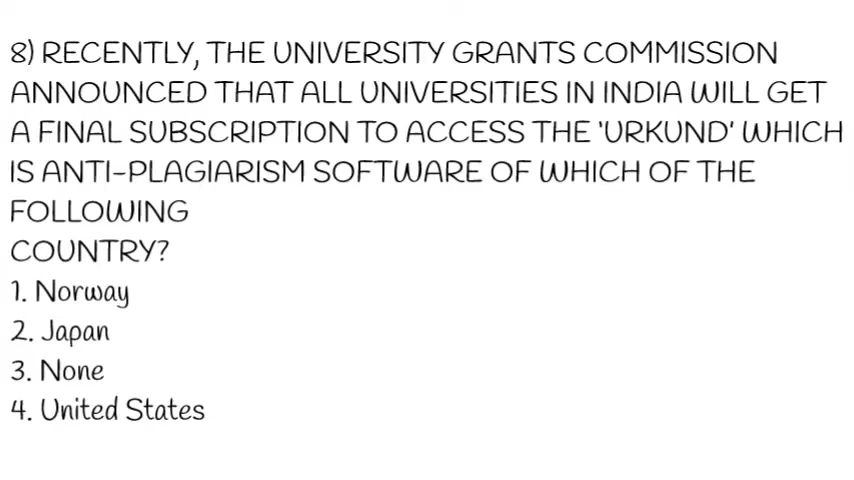 8) RECENTLY, THE UNIVERSITY GRANTS COMMISSION
ANNOUNCED THAT ALL UNIVERSITIES IN INDIA WILL GET
A FINAL SUBSCRIPTION TO ACCESS THE 'URKUND' WHICH
IS ANTI-PLAGIARISM SOFTWARE OF WHICH OF THE
FOLLOWING
COUNTRY?
1. Norway
2. Japan
3. None
4. United States